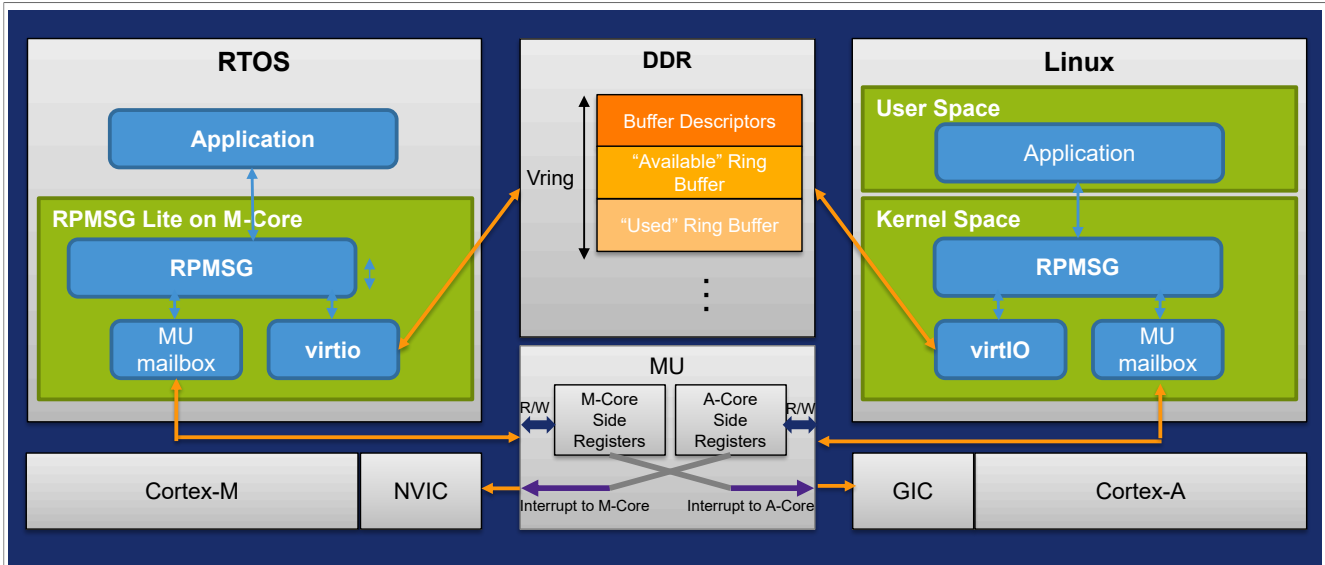 RTOS
Application
RPMSG Lite on M-Core
RPMSG
MU
mailbox
virtio
Cortex-M
NVIC
DDR
Vring
Buffer Descriptors
“Available” Ring
Buffer
“Used” Ring Buffer
MU
R/W
M-Core
Side
Registers
A-Core
Side
Registers
R/W
Interrupt to M-Core
Interrupt to A-Core
Linux
User Space
Application
Kernel Space
RPMSG
virtIO
MU
mailbox
GIC
Cortex-A